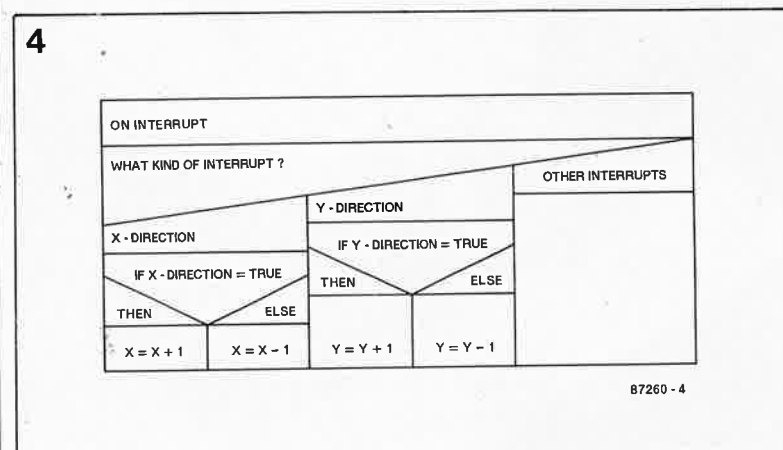 4
ON INTERRUPT
WHAT KIND OF INTERRUPT ?
OTHER INTERRUPTS
Y - DIRECTION
X - DIRECTION
IF Y - DIRECTION = TRUE
IF X - DIRECTION = TRUE
THEN
ELSE
THEN
ELSE
X = X + 1
X = X - 1
Y = Y + 1
Y = Y - 1
87260 - 4